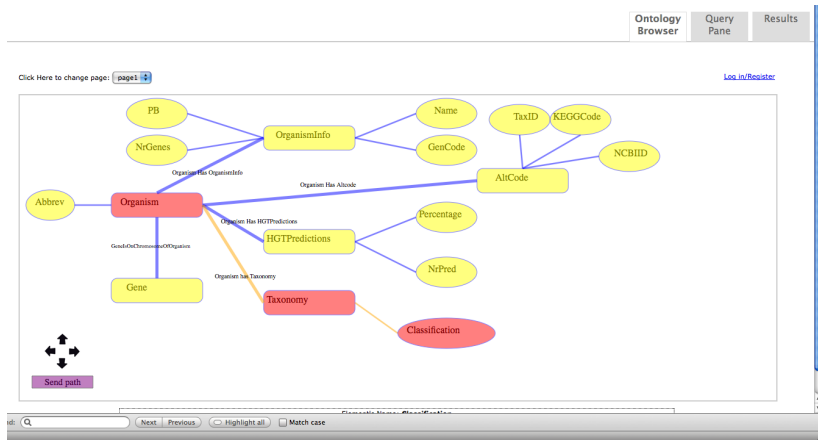 Ontology Browser
Query Pane
Results
Click Here to change page: page1
Log in/Register
PB
Name
TaxID
KEGGCode
OrganismInfo
NrGenes
GenCode
NCBIID
Organism Has OrganismInfo
AltCode
Organism Has Altcode
Abbrev
Organism
Percentage
Organism Has HGTPredictions
HGTPredictions
GeneIsOnChromosomeOfOrganism
NrPred
Organism has Taxonomy
Gene
Taxonomy
Classification
Send path
Next Previous Highlight all Match case